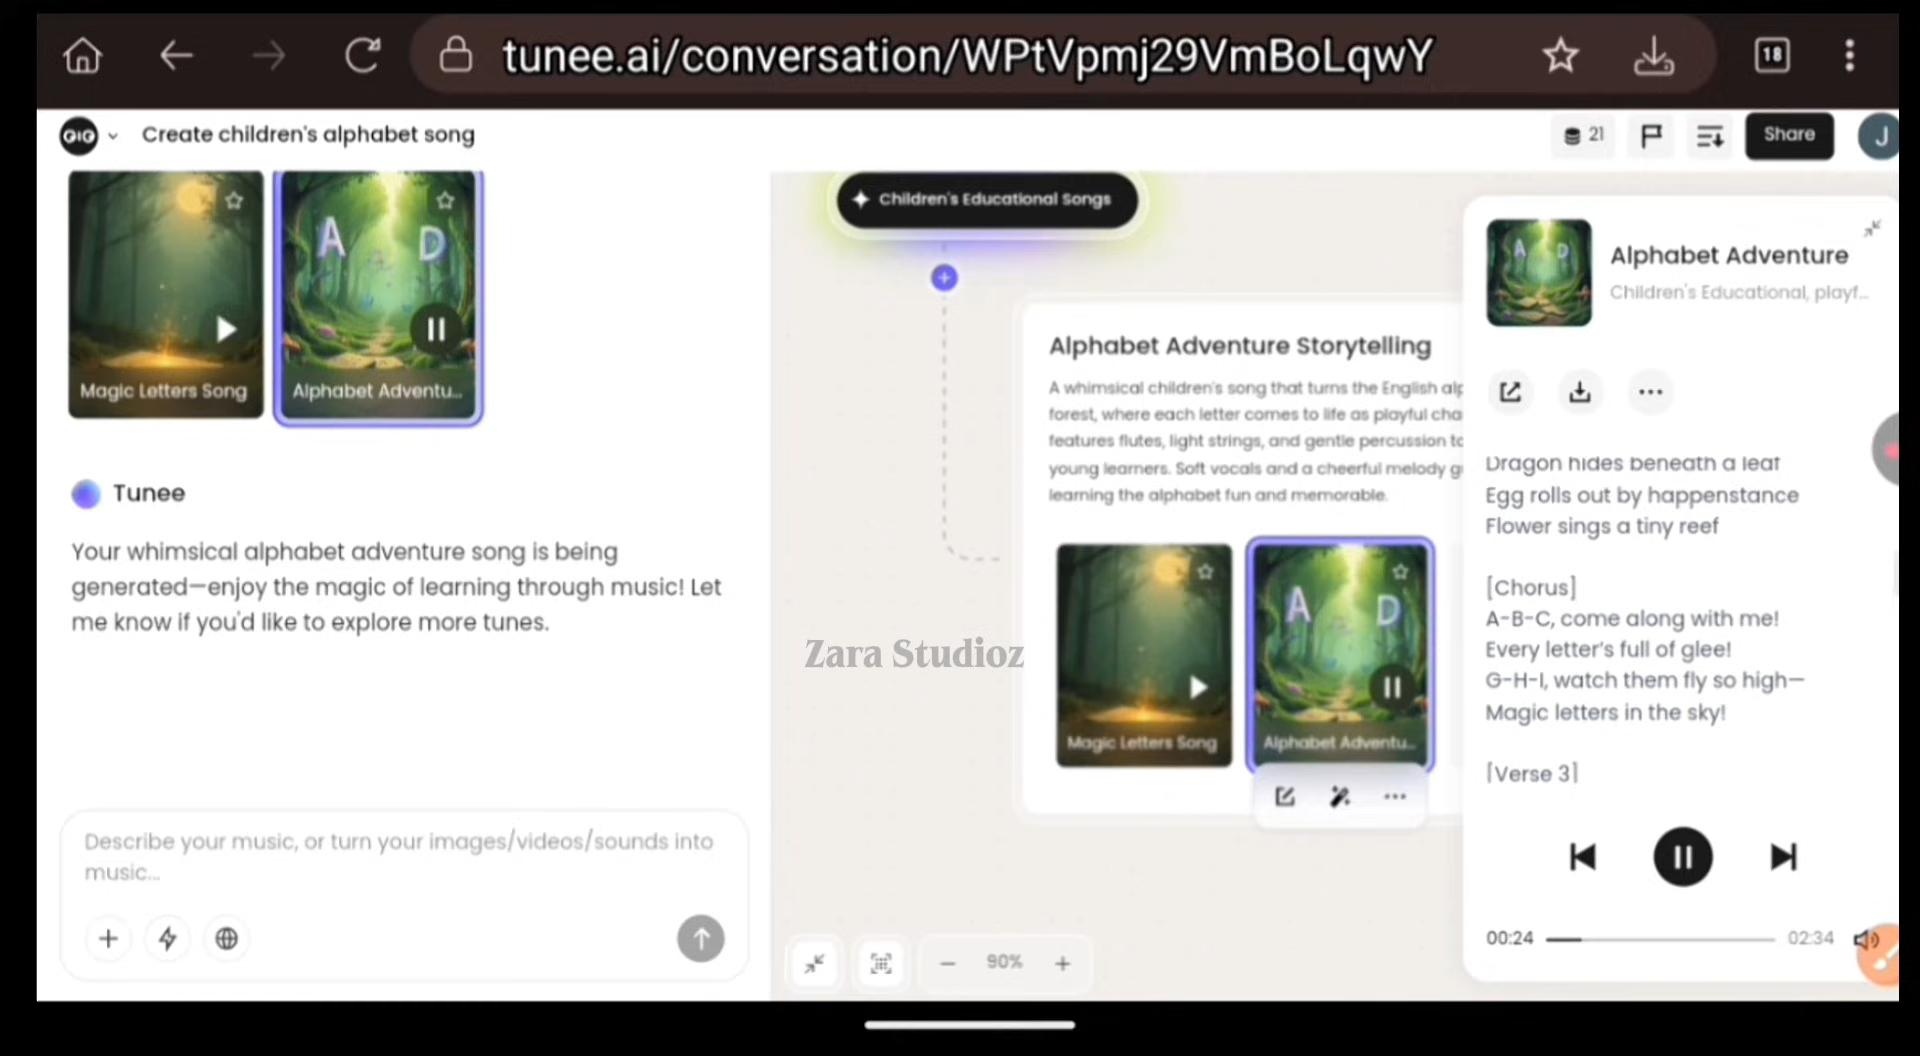 tunee.ai/conversation/WPtVpmj29VmBoLqwY
18
GIG
Create children's alphabet song
21
Share
J
A D
Magic Letters Song
Alphabet Adventu...
Tunee
Your whimsical alphabet adventure song is being
generated—enjoy the magic of learning through music! Let
me know if you'd like to explore more tunes.
Describe your music, or turn your images/videos/sounds into
music...
Children's Educational Songs
Alphabet Adventure Storytelling
A whimsical children's song that turns the English alp
forest, where each letter comes to life as playful cha
features flutes, light strings, and gentle percussion to
young learners. Soft vocals and a cheerful melody g
learning the alphabet fun and memorable.
A D
Magic Letters Song
Alphabet Adventu...
Zara Studioz
90%
A D
Alphabet Adventure
Children's Educational, playf...
Dragon hides beneath a leaf
Egg rolls out by happenstance
Flower sings a tiny reef
[Chorus]
A-B-C, come along with me!
Every letter's full of glee!
G-H-I, watch them fly so high—
Magic letters in the sky!
[Verse 3]
00:24
02:34